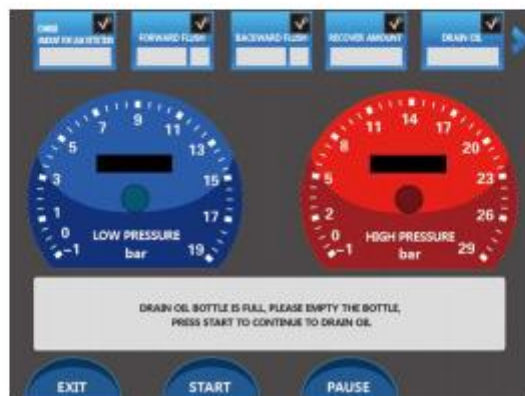 FORWARD FLUSH
BACKWARD FLUSH
RECOVER AMOUNT
DRAIN OIL
9
7
11
5
13
3
15
1
17
0
-1
19
LOW PRESSURE
bar
14
11
17
8
20
5
23
2
26
0
-1
29
HIGH PRESSURE
bar
DRAIN OIL BOTTLE IS FULL, PLEASE EMPTY THE BOTTLE,
PRESS START TO CONTINUE TO DRAIN OIL
EXIT
START
PAUSE